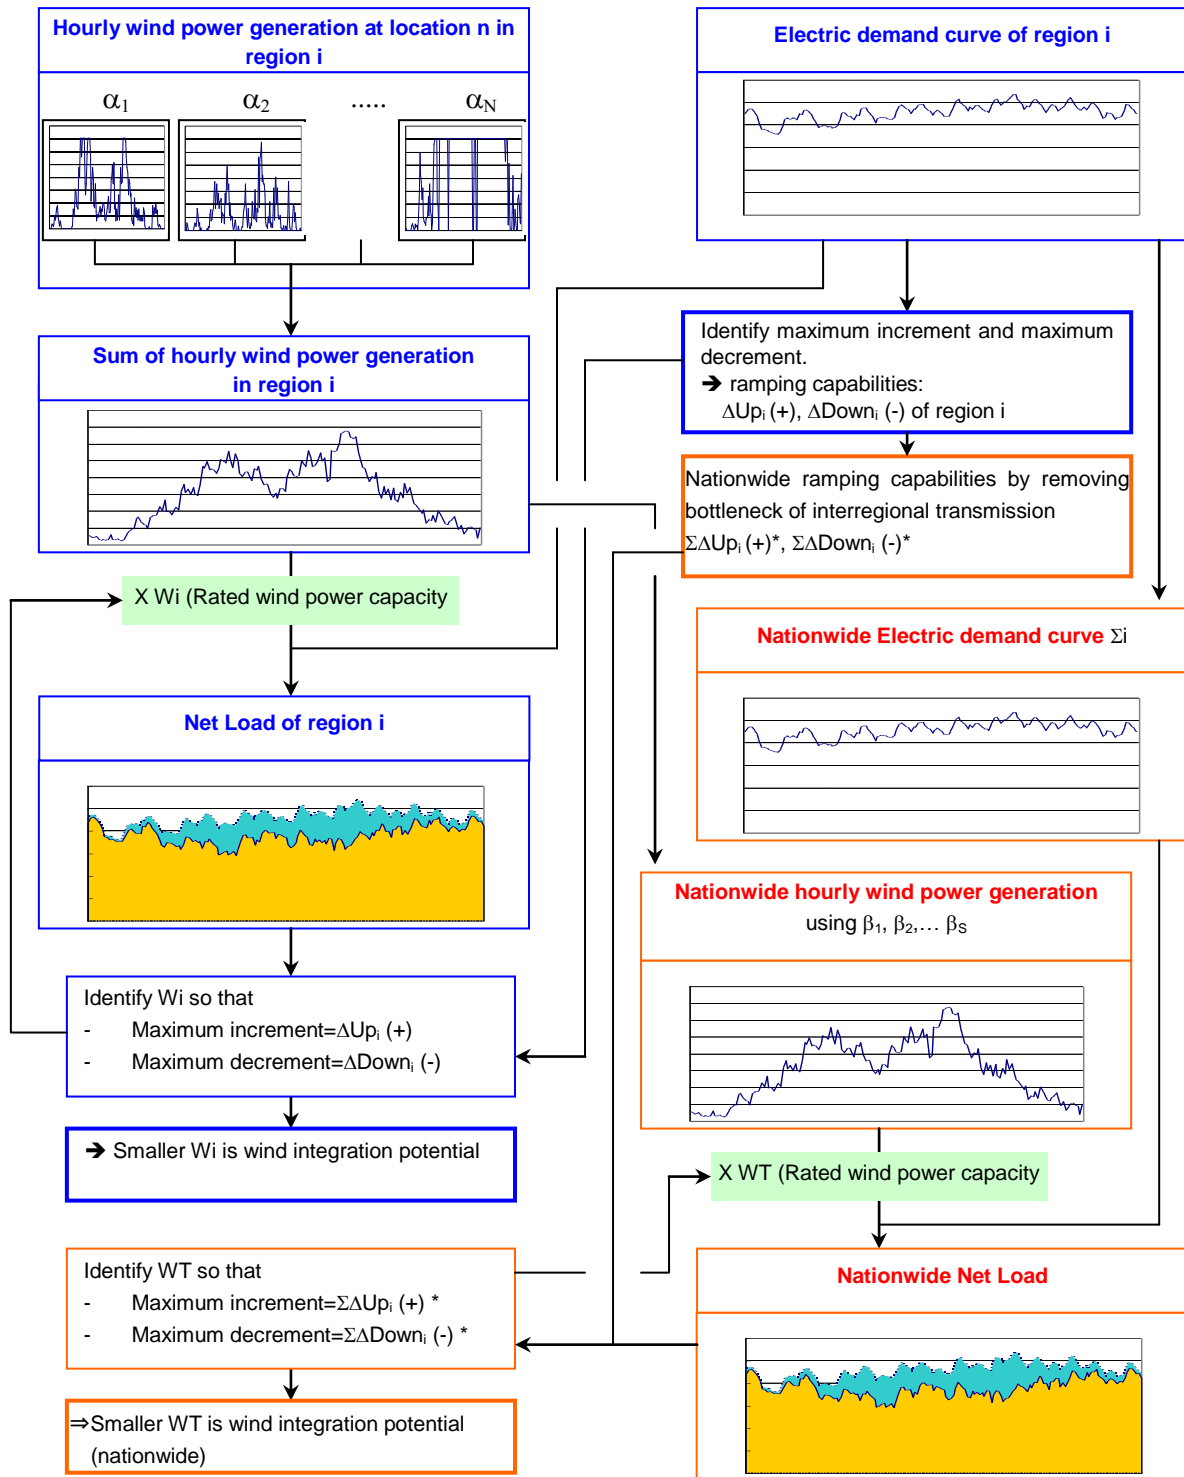 Hourly wind power generation at location n in
region i
α1 α2 ..... αN
Electric demand curve of region i
Sum of hourly wind power generation
in region i
Identify maximum increment and maximum
decrement.
➔ ramping capabilities:
ΔUpi (+), ΔDowni (-) of region i
Nationwide ramping capabilities by removing
bottleneck of interregional transmission
ΣΔUpi (+)*, ΣΔDowni (-)*
X Wi (Rated wind power capacity
Nationwide Electric demand curve Σi
Net Load of region i
Nationwide hourly wind power generation
using β1, β2,… βS
Identify Wi so that
- Maximum increment=ΔUpi (+)
- Maximum decrement=ΔDowni (-)
➔ Smaller Wi is wind integration potential
X WT (Rated wind power capacity
Identify WT so that
- Maximum increment=ΣΔUpi (+) *
- Maximum decrement=ΣΔDowni (-) *
Nationwide Net Load
⇒Smaller WT is wind integration potential
(nationwide)